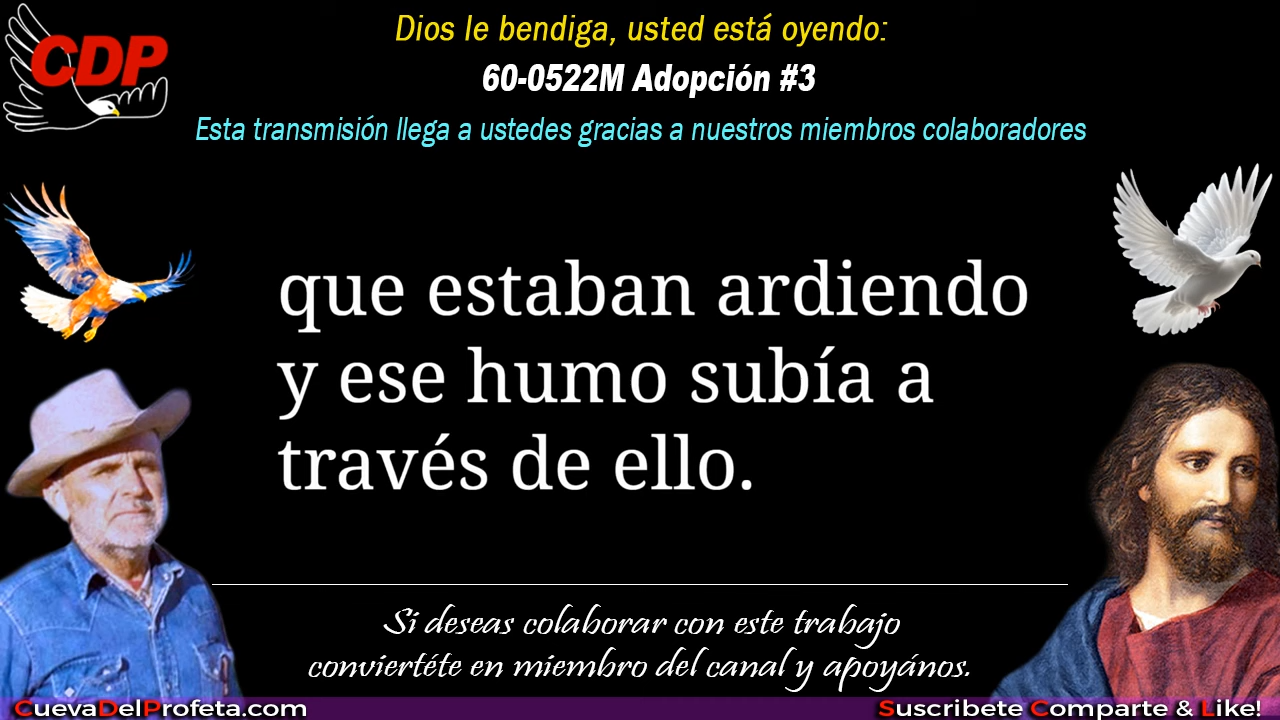 CDP
Dios le bendiga, usted está oyendo:
60-0522M Adopción #3
Esta transmisión llega a ustedes gracias a nuestros miembros colaboradores
que estaban ardiendo
y ese humo subía a
través de ello.
Si deseas colaborar con este trabajo
conviertéte en miembro del canal y apoyános.
CuevaDelProfeta.com
Suscribete Comparte & Like!